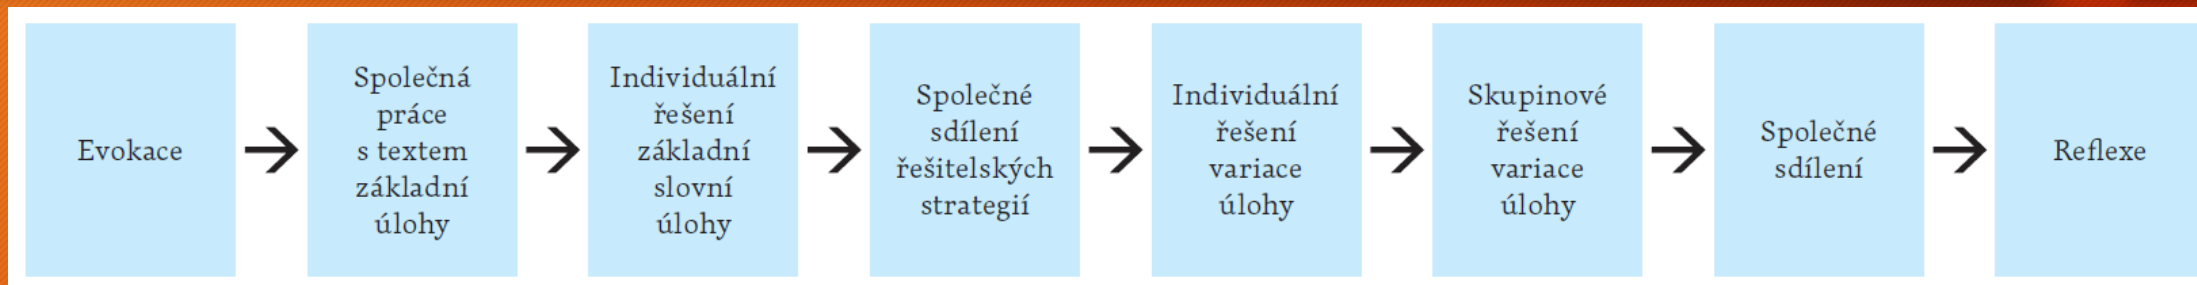 Evokace
Společná
práce
s textem
základní
úlohy
Individuální
řešení
základní
slovní
úlohy
Společné
sdílení
řešitelských
strategií
Individuální
řešení
variace
úlohy
Skupinové
řešení
variace
úlohy
Společné
sdílení
Reflexe